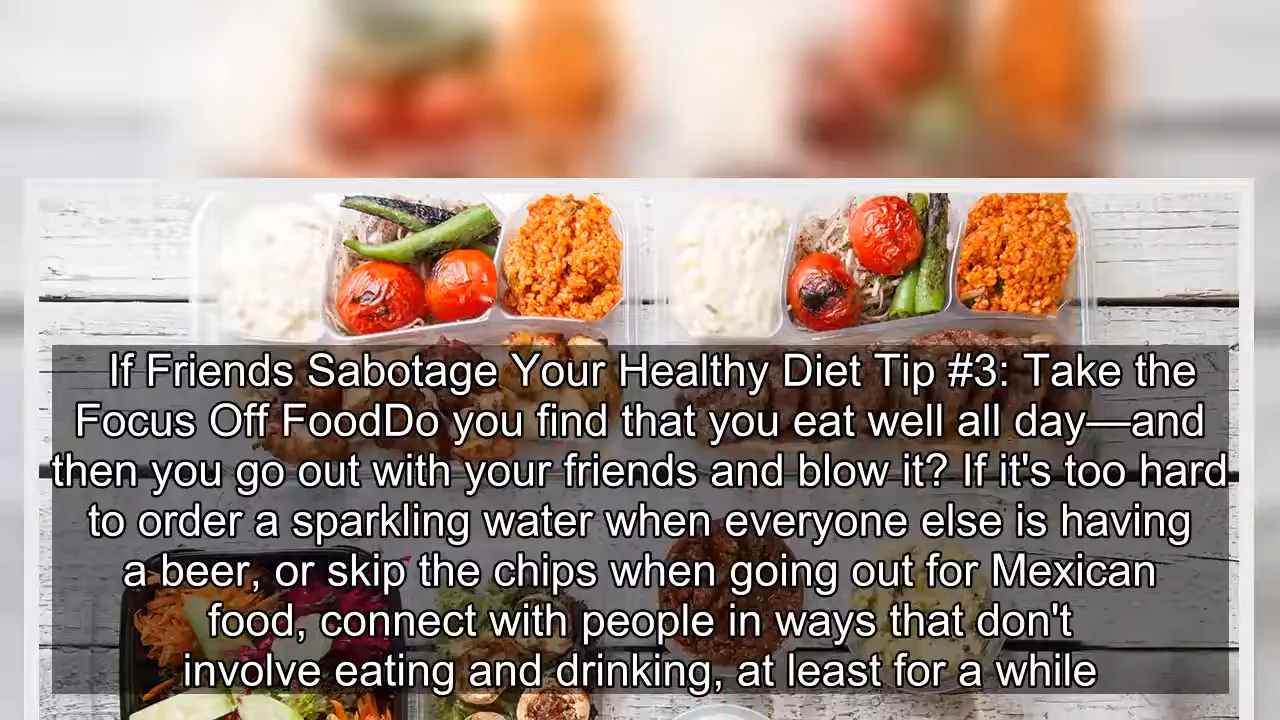 If Friends Sabotage Your Healthy Diet Tip #3: Take the
Focus Off FoodDo you find that you eat well all day—and
then you go out with your friends and blow it? If it's too hard
to order a sparkling water when everyone else is having
a beer, or skip the chips when going out for Mexican
food, connect with people in ways that don't
involve eating and drinking, at least for a while